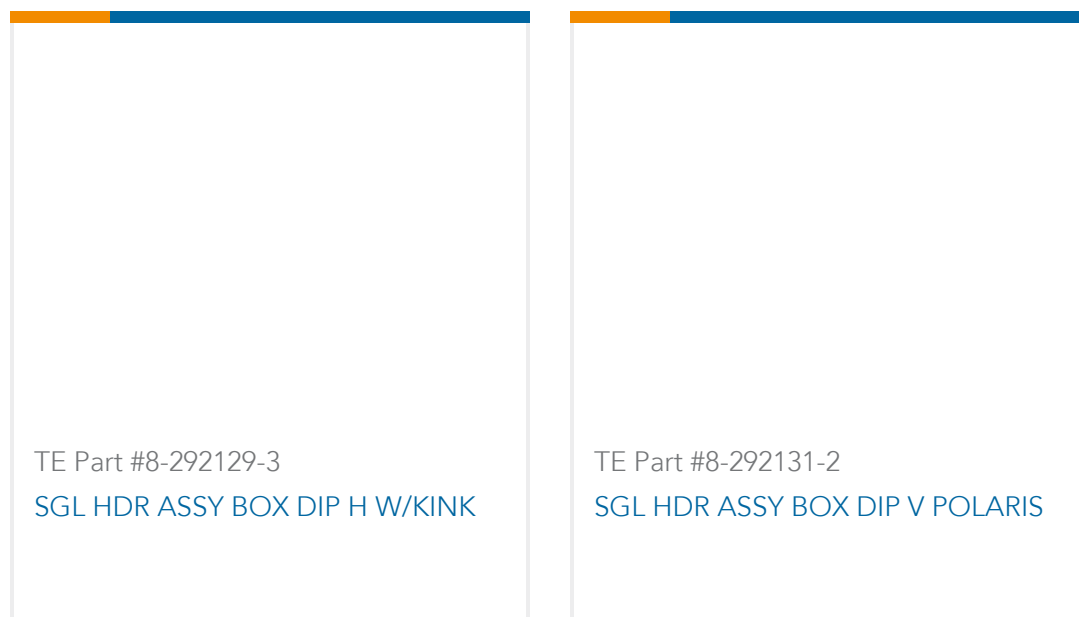 TE Part #8-292129-3
SGL HDR ASSY BOX DIP H W/KINK
TE Part #8-292131-2
SGL HDR ASSY BOX DIP V POLARIS